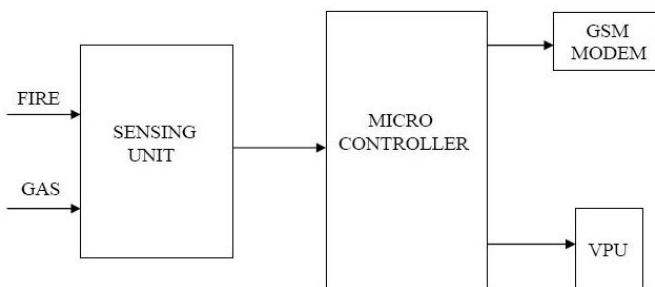 FIRE
GAS
SENSING
UNIT
MICRO
CONTROLLER
GSM
MODEM
VPU